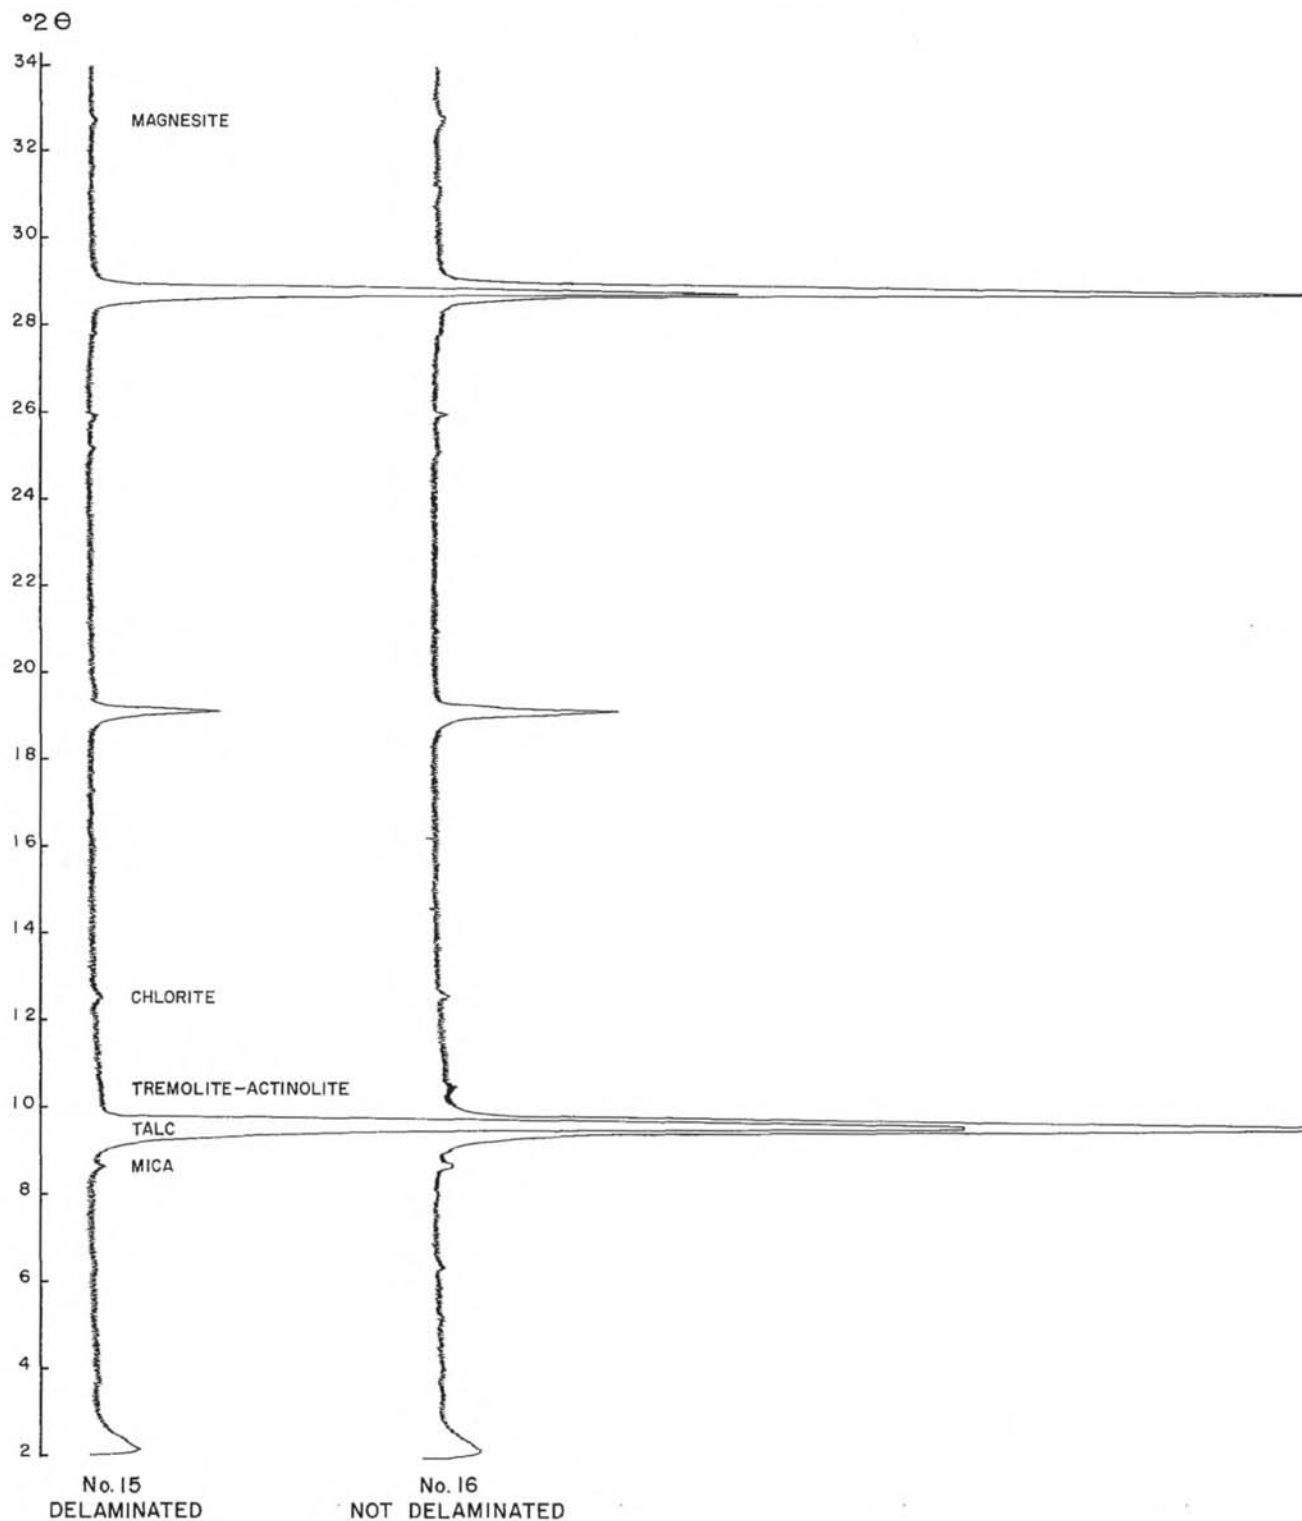 °2θ
34
MAGNESITE
32
30
28
26
24
22
20
18
16
14
CHLORITE
12
TREMOLITE-ACTINOLITE
10
TALC
MICA
8
6
4
2
No. 15
DELAMINATED
No. 16
NOT DELAMINATED